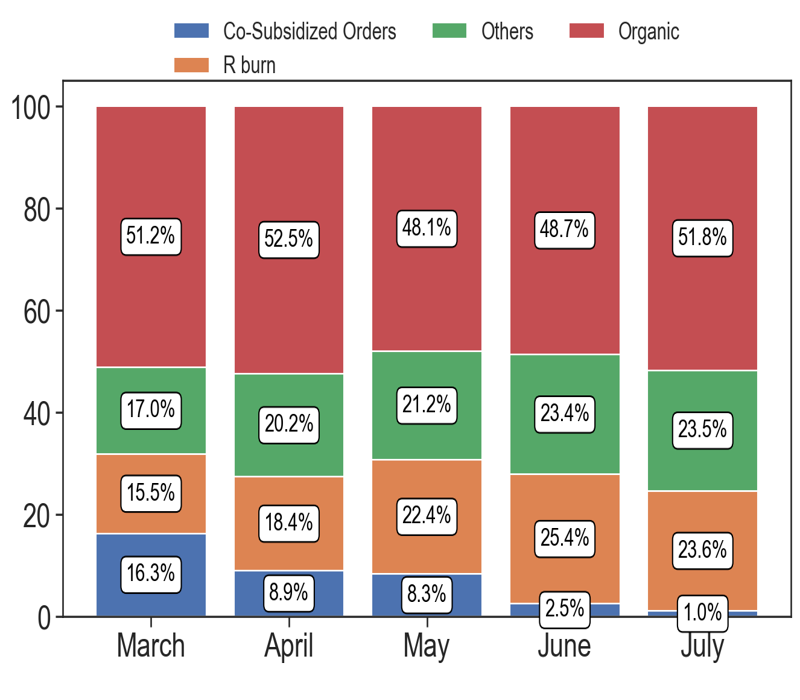 Co-Subsidized Orders Others Organic
R burn
100
80
60
40
20
0
51.2% 52.5% 48.1% 48.7% 51.8%
17.0% 20.2% 21.2% 23.4% 23.5%
15.5% 18.4% 22.4% 25.4% 23.6%
16.3% 8.9% 8.3% 2.5% 1.0%
March April May June July